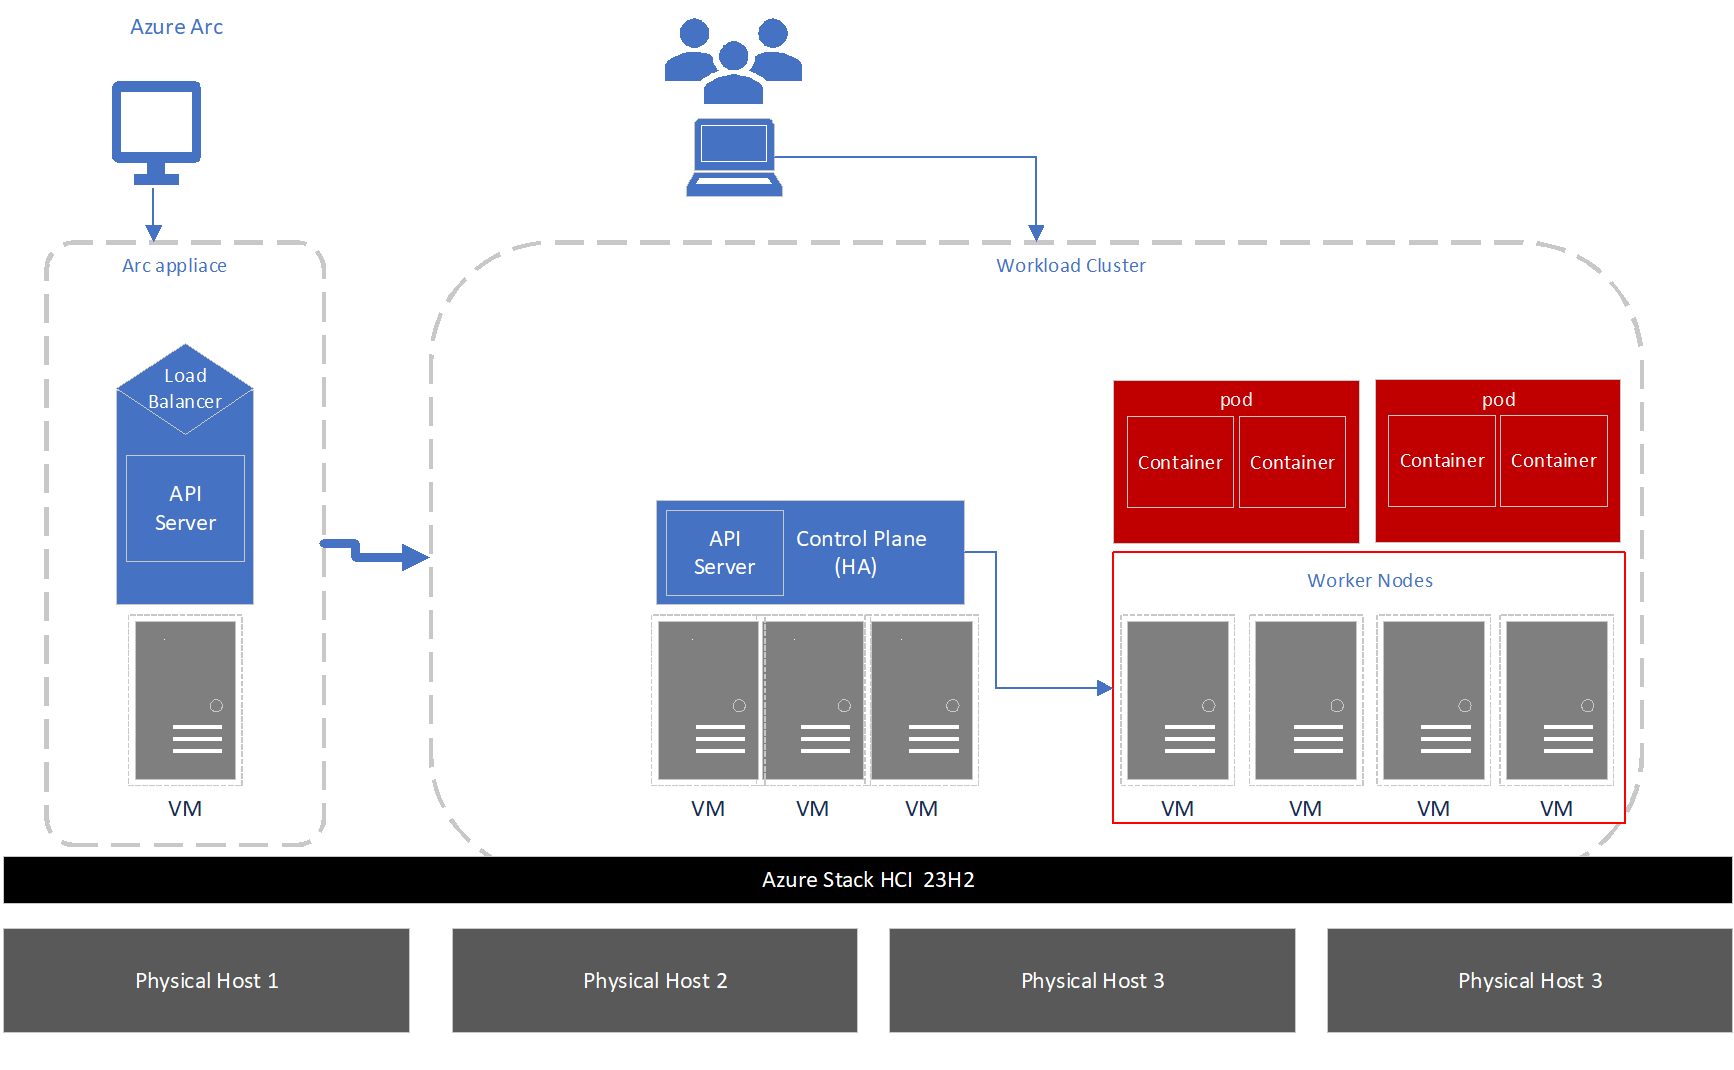 Azure Arc
Arc appliace
Workload Cluster
Load
Balancer
API
Server
API
Server
Control Plane
(HA)
pod
Container
Container
pod
Container
Container
Worker Nodes
VM
VM
VM
VM
VM
VM
VM
VM
Azure Stack HCI 23H2
Physical Host 1
Physical Host 2
Physical Host 3
Physical Host 3